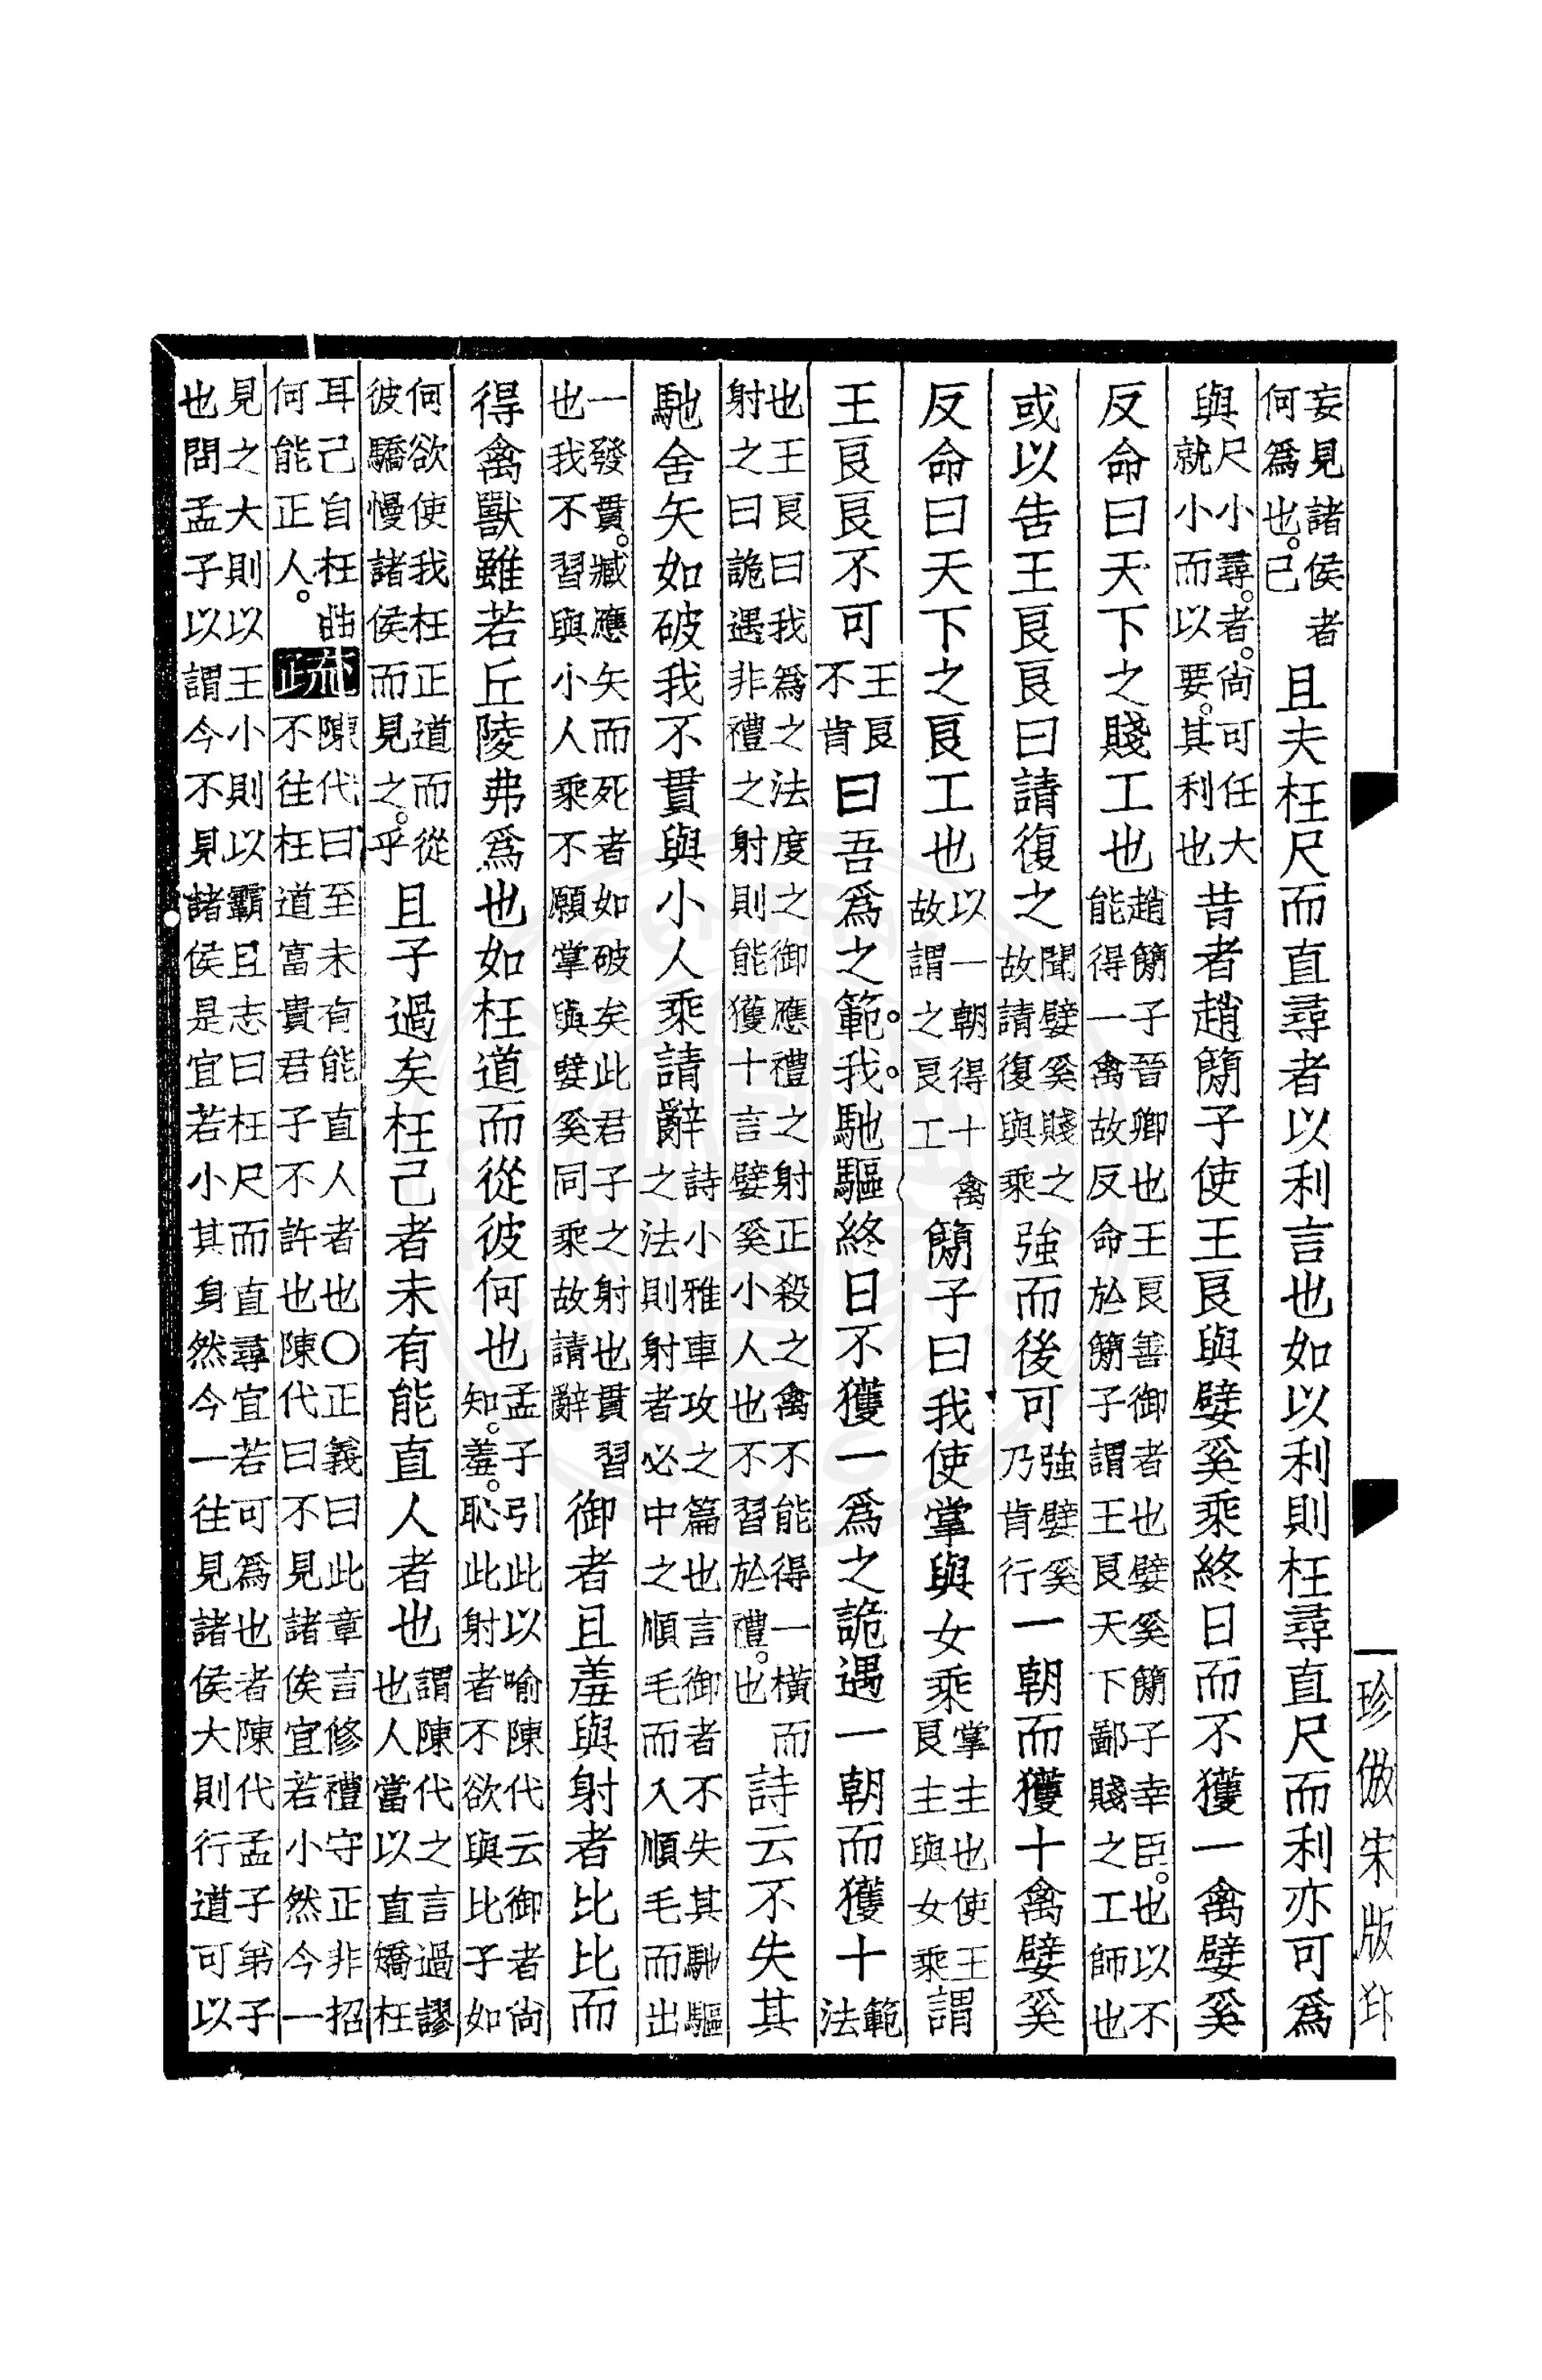 珍倣宋版印
妄見諸侯者何爲也。已且夫枉尺而直尋者以利言也如以利則枉尋直尺而利亦可爲
與尺小尋。者。尚可任大就小而以要。其利也昔者趙簡子使王良與嬖奚乘終日而不獲一禽嬖奚
反命曰天下之賤工也趙簡子晉卿也王良善御者也嬖奚簡子幸臣。也以不能得一禽故反命於簡子謂王良天下鄙賤之工師也
或以告王良良曰請復之聞嬖奚賤之故請復與乘強而後可強嬖奚乃肯行一朝而獲十禽嬖奚
反命曰天下之良工也以一朝得十禽故謂之良工簡子曰我使掌與女乘掌主也使王良主與女乘謂
王良良不可王良不肯曰吾爲之範。我。馳驅終日不獲一爲之詭遇一朝而獲十範法
也王良曰我爲之法度之御應禮之射正殺之禽不能得一橫而射之曰詭遇非禮之射則能獲十言嬖奚小人也不習於禮。也詩云不失其
馳舍矢如破我不貫與小人乘請辭詩小雅車攻之篇也言御者不失其馳驅之法則射者必中之順毛而入順毛而出
一發貫。臧應矢而死者如破矣此君子之射也貫習也我不習與小人乘不願掌與嬖奚同乘故請辭御者且羞與射者比比而
得禽獸雖若丘陵弗爲也如枉道而從彼何也孟子引此以喻陳代云御者尚知。羞。恥此射者不欲與比子如
何欲使我枉正道而從彼驕慢諸侯而見之。乎且子過矣枉己者未有能直人者也謂陳代之言過謬也人當以直矯枉
耳己自枉曲何能正人。疏陳代曰至未有能直人者也○正義曰此章言修禮守正非招不往枉道富貴君子不許也陳代曰不見諸侯宜若小然今一
見之大則以王小則以霸且志曰枉尺而直尋宜若可爲也者陳代孟子弟子也問孟子以謂今不見諸侯是宜若小其身然今一往見諸侯大則行道可以